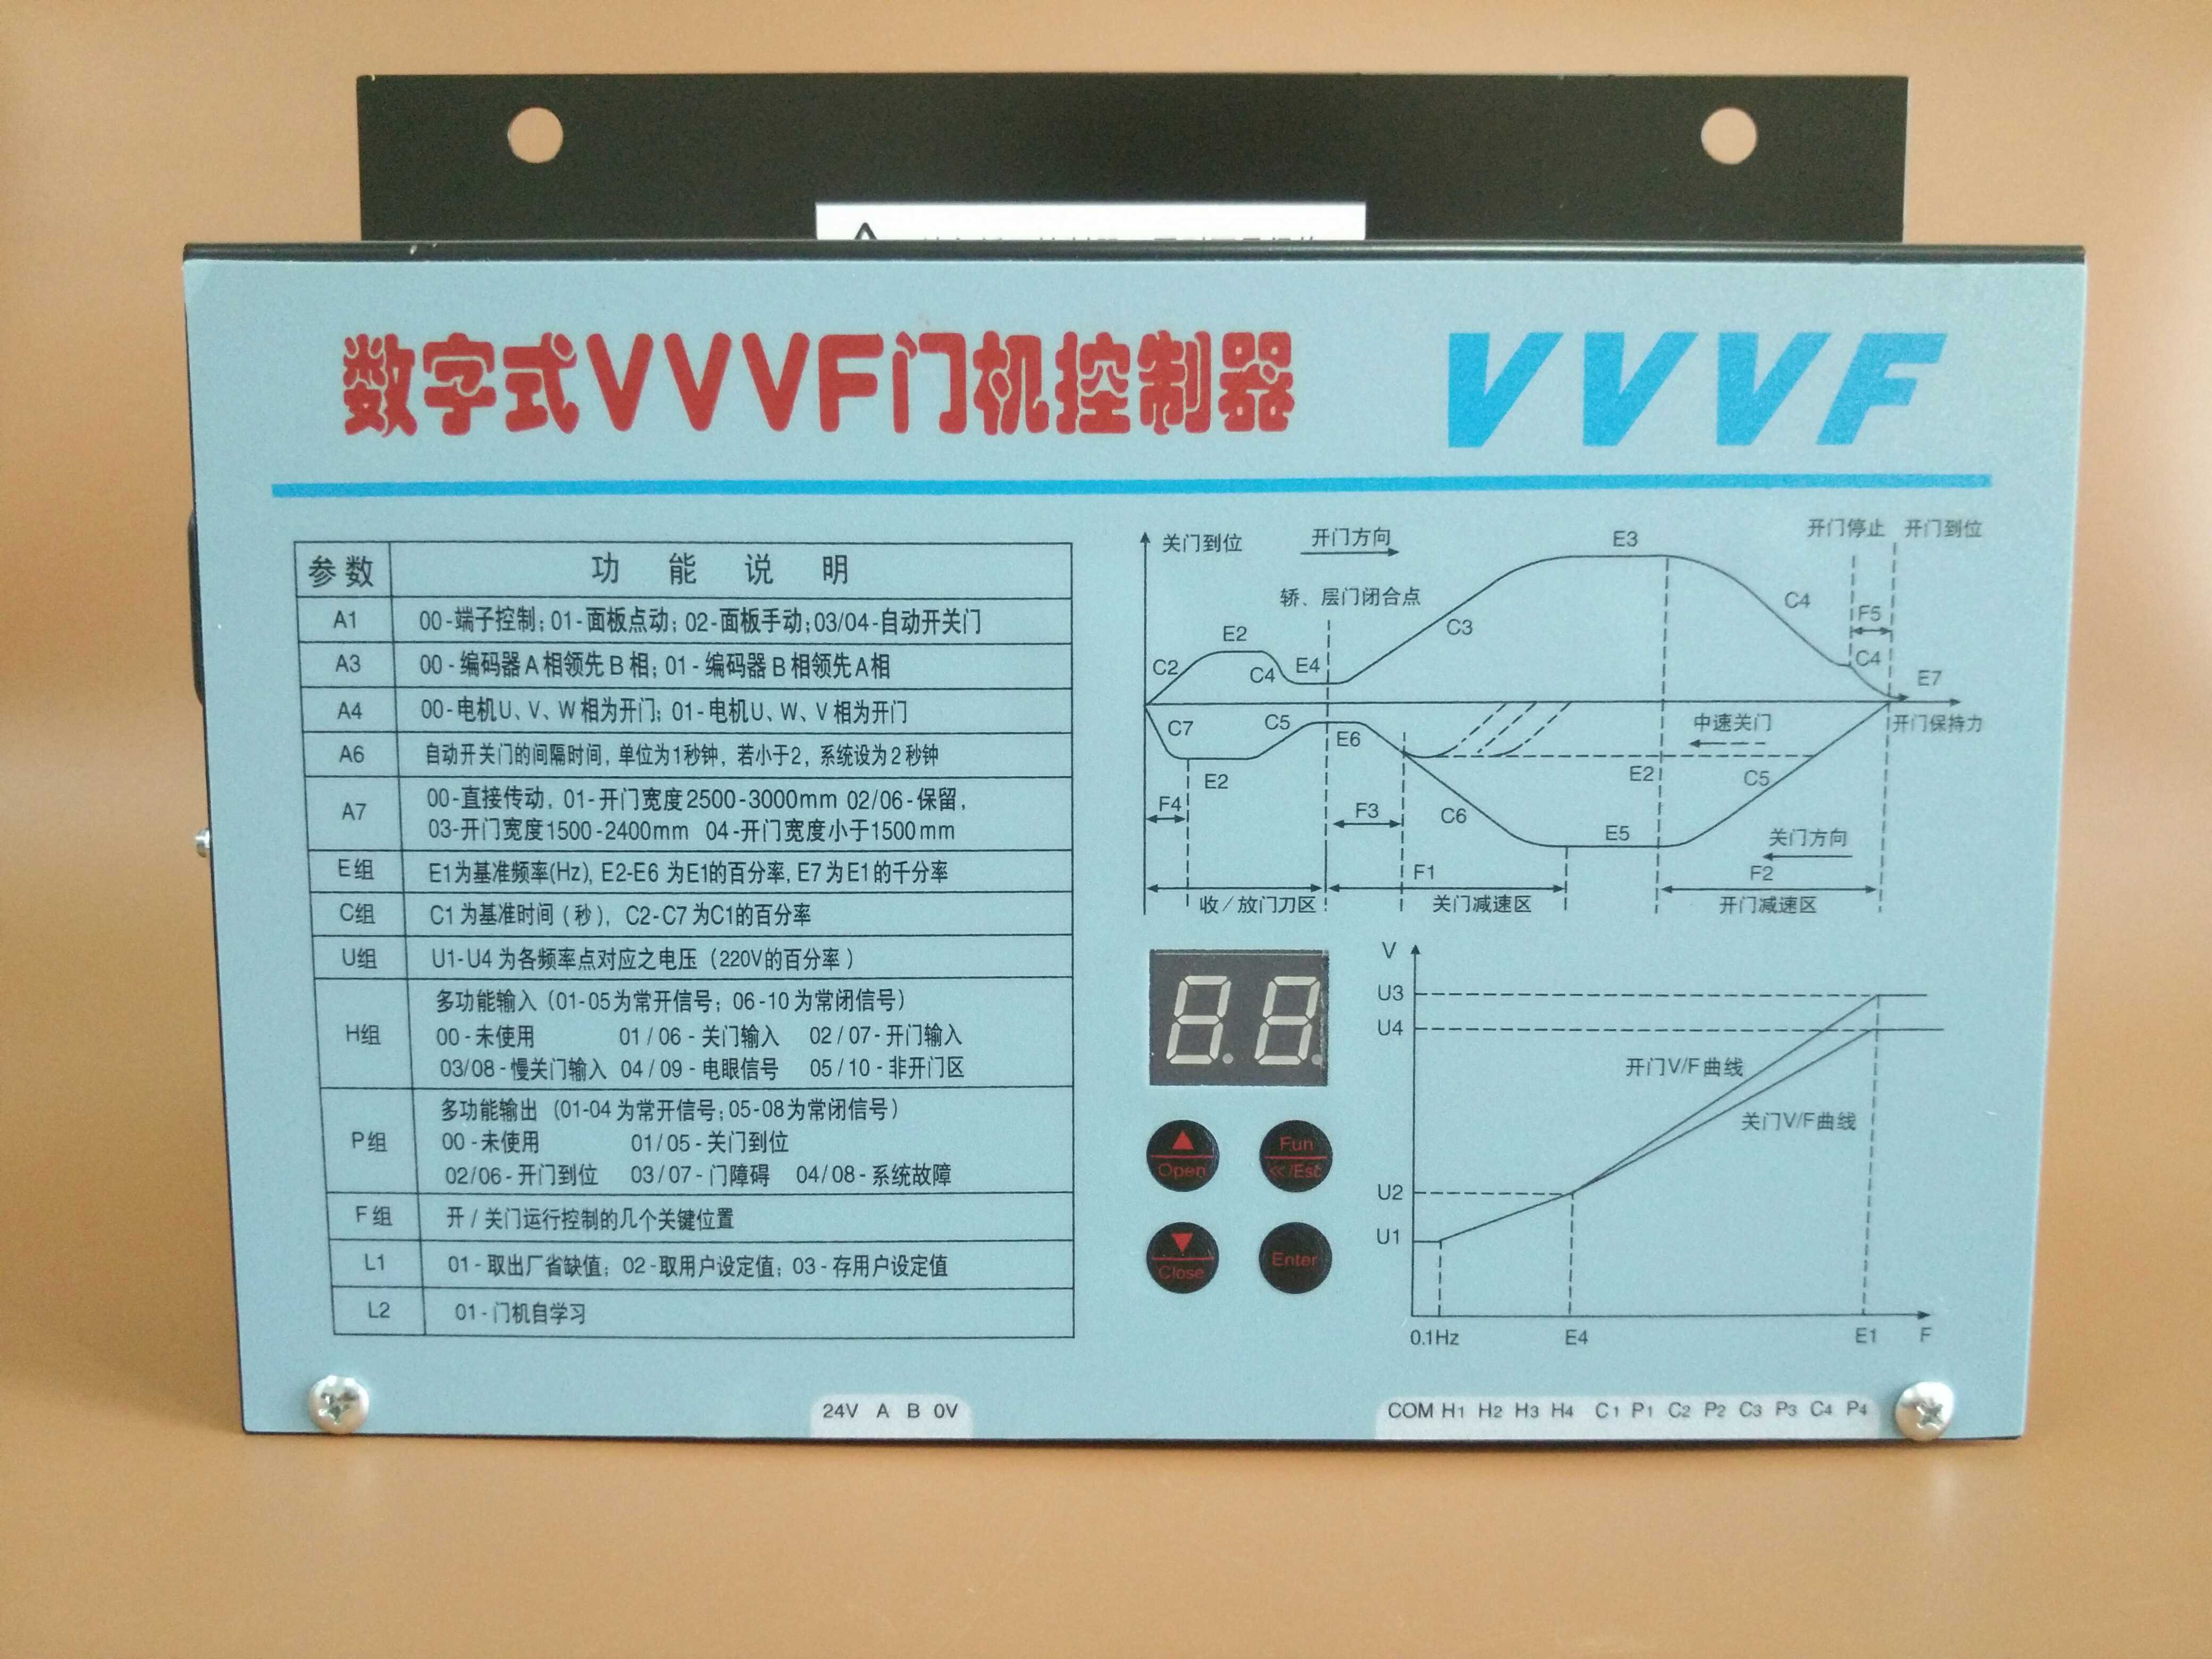 数字式VVVF门机控制器
VVVF
参数 功能说明
A1 00-端子控制;01-面板点动;02-面板手动;03/04-自动开关门
A3 00-编码器A相领先B相;01-编码器B相领先A相
A4 00-电机U、V、W相为开门;01-电机U、W、V相为开门
A6 自动开关门的间隔时间,单位为1秒钟,若小于2,系统设为2秒钟
A7 00-直接传动,01-开门宽度2500-3000mm 02/06-保留,
03-开门宽度1500-2400mm 04-开门宽度小于1500mm
E组 E1为基准频率(Hz),E2-E6为E1的百分率,E7为E1的千分率
C组 C1为基准时间(秒),C2-C7为C1的百分率
U组 U1-U4为各频率点对应之电压(220V的百分率)
H组 多功能输入(01-05为常开信号;06-10为常闭信号)
00-未使用 01/06-关门输入 02/07-开门输入
03/08-慢关门输入 04/09-电眼信号 05/10-非开门区
P组 多功能输出(01-04为常开信号;05-08为常闭信号)
00-未使用 01/05-关门到位
02/06-开门到位 03/07-门障碍 04/08-系统故障
F组 开/关门运行控制的几个关键位置
L1 01-取出厂省缺值;02-取用户设定值;03-存用户设定值
L2 01-门机自学习
关门到位 开门方向 E3 开门停止 开门到位
轿、层门闭合点
C2 E2 C4 E4 C3 C4 F5 C4 E7
C7 C5 E6 中速关门 开门保持力
E2 E2 C5
F4 F3 C6 E5 关门方向
F1 F2
收/放门刀区 关门减速区 开门减速区
V
U3
U4
开门V/F曲线
关门V/F曲线
U2
U1
0.1Hz E4 E1 F
Open
Fun
≪/Esc
Close
Enter
24V A B 0V
COM H1 H2 H3 H4 C1 P1 C2 P2 C3 P3 C4 P4